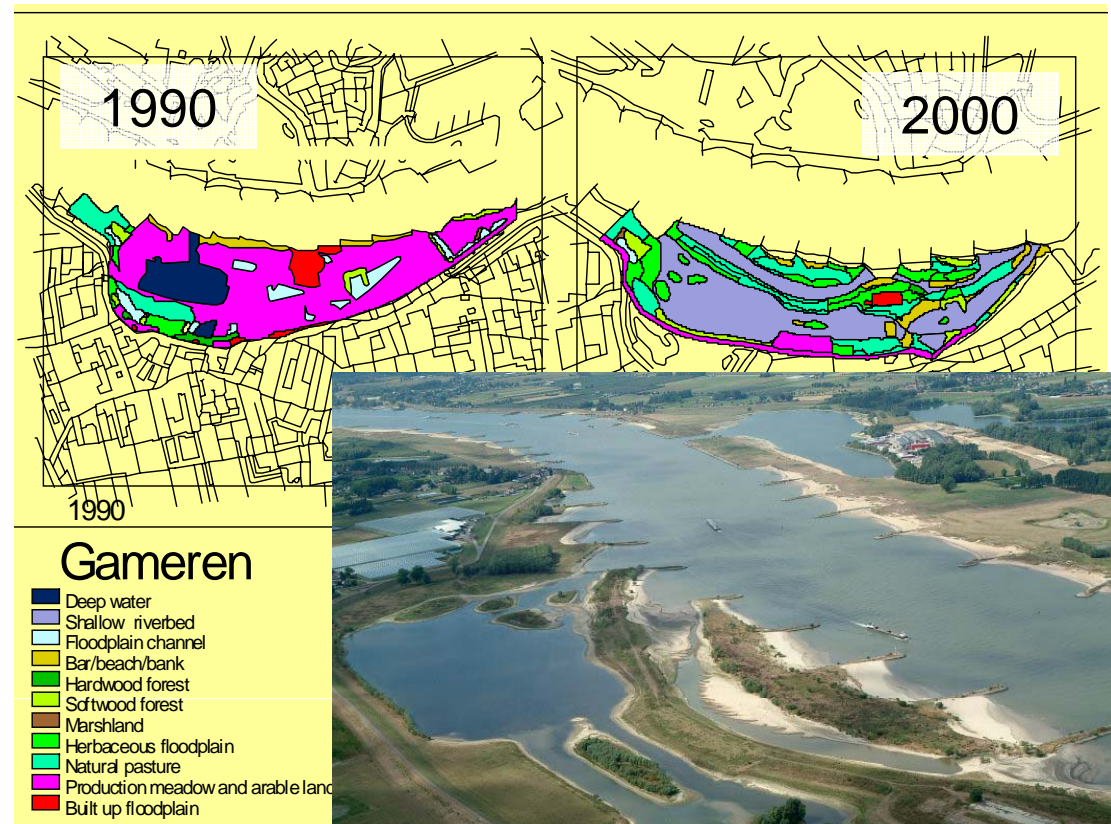 1990
2000
1990
Gameren
Deep water
Shallow riverbed
Floodplain channel
Bar/beach/bank
Hardwood forest
Softwood forest
Marshland
Herbaceous floodplain
Natural pasture
Production meadow and arable land
Built up floodplain